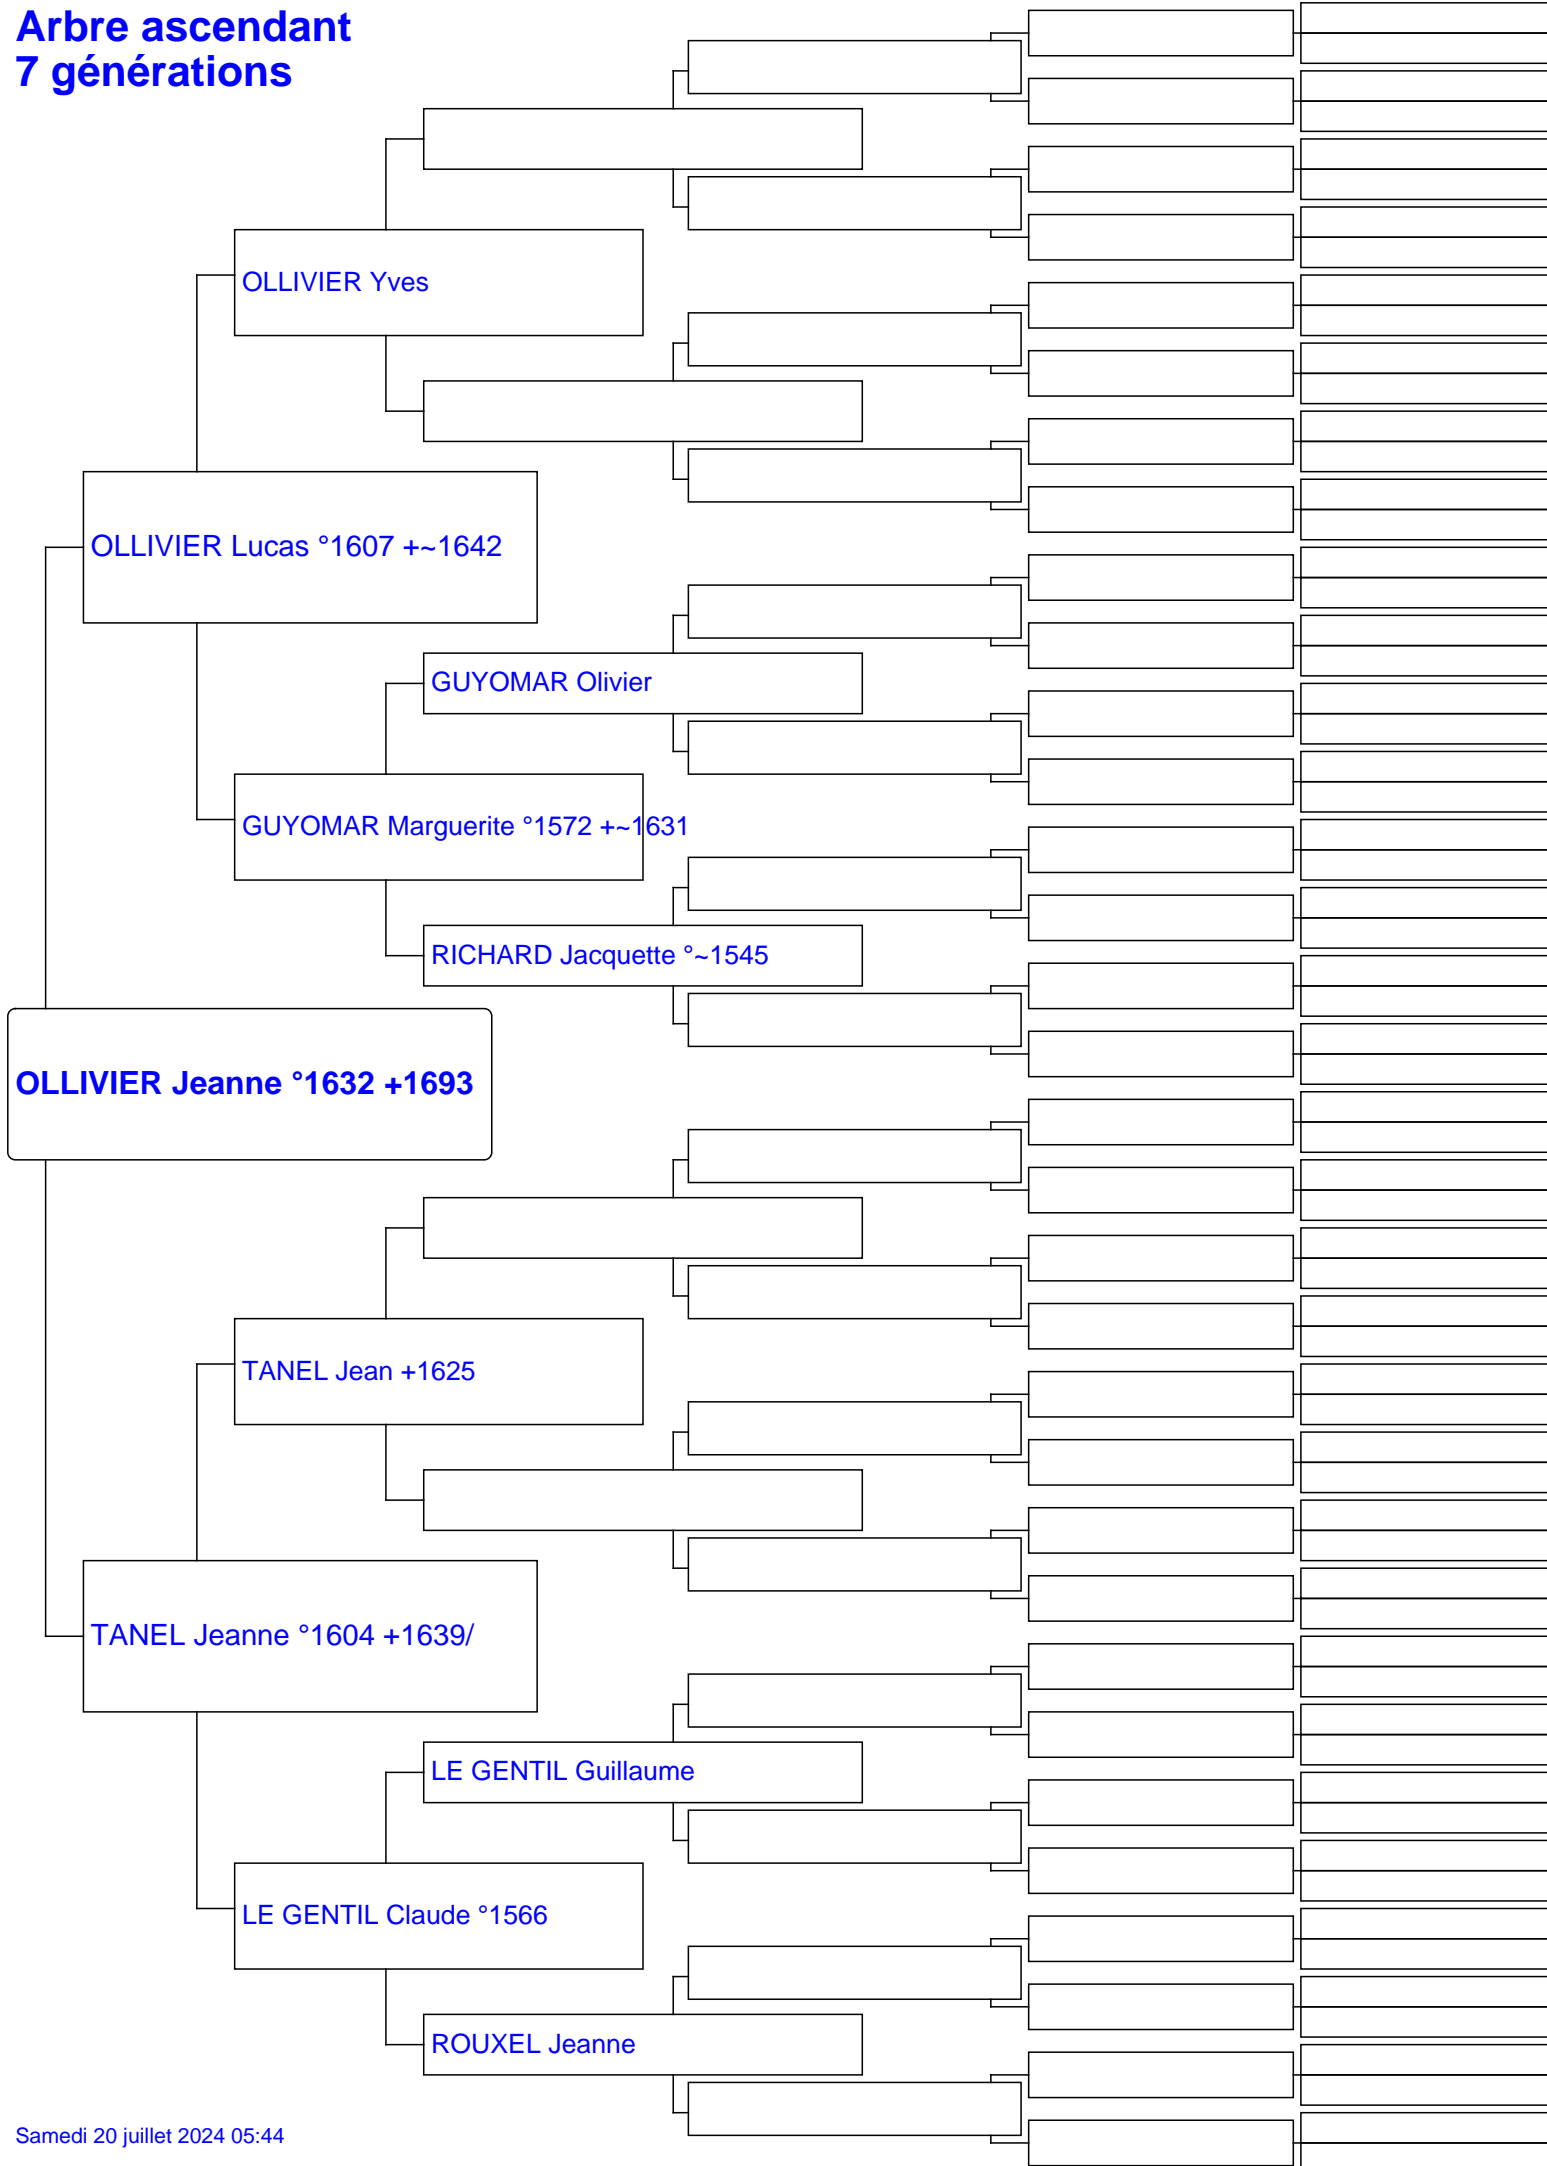 Arbre ascendant
7 générations
OLLIVIER Yves
OLLIVIER Lucas °1607 +~1642
GUYOMAR Olivier
GUYOMAR Marguerite °1572 +~1631
RICHARD Jacquette °~1545
OLLIVIER Jeanne °1632 +1693
TANEL Jean +1625
TANEL Jeanne °1604 +1639/
LE GENTIL Guillaume
LE GENTIL Claude °1566
ROUXEL Jeanne
Samedi 20 juillet 2024 05:44